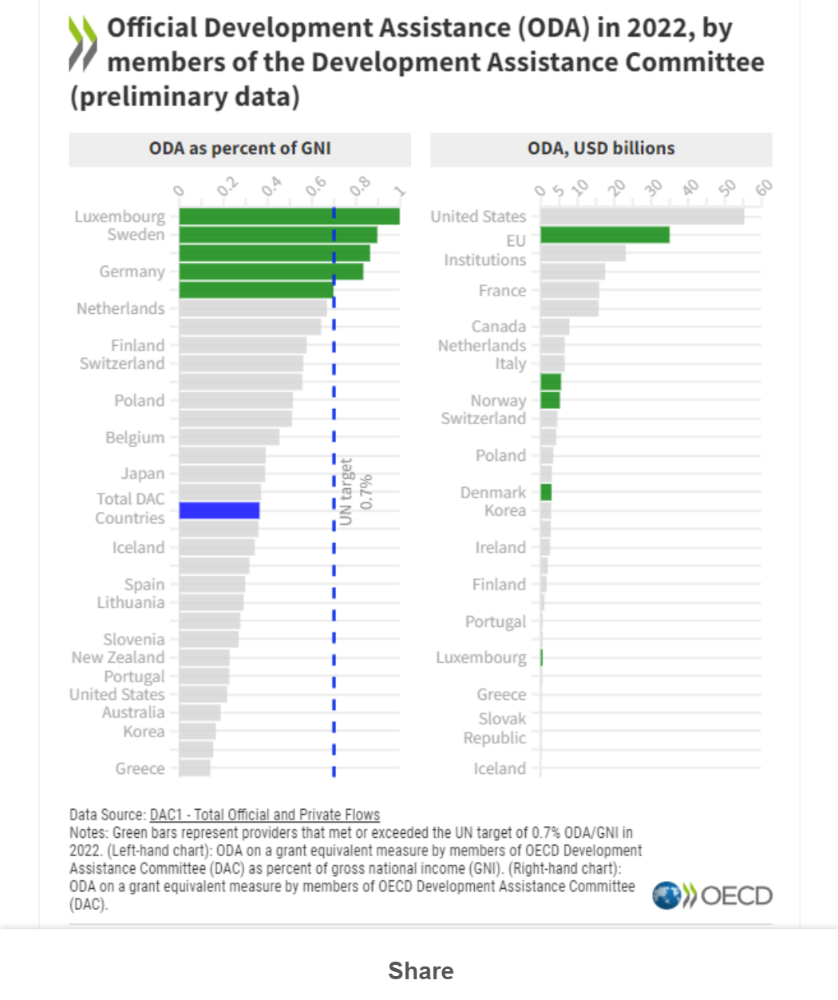 Official Development Assistance (ODA) in 2022, by
members of the Development Assistance Committee
(preliminary data)
ODA as percent of GNI
0
0.2
0.4
0.6
0.8
1
Luxembourg
Sweden
Germany
Netherlands
Finland
Switzerland
Poland
Belgium
Japan
Total DAC
Countries
Iceland
Spain
Lithuania
Slovenia
New Zealand
Portugal
United States
Australia
Korea
Greece
UN target
0.7%
ODA, USD billions
0
5
10
20
30
40
50
60
United States
EU
Institutions
France
Canada
Netherlands
Italy
Norway
Switzerland
Poland
Denmark
Korea
Ireland
Finland
Portugal
Luxembourg
Greece
Slovak
Republic
Iceland
Data Source: DAC1 - Total Official and Private Flows
Notes: Green bars represent providers that met or exceeded the UN target of 0.7% ODA/GNI in
2022. (Left-hand chart): ODA on a grant equivalent measure by members of OECD Development
Assistance Committee (DAC) as percent of gross national income (GNI). (Right-hand chart):
ODA on a grant equivalent measure by members of OECD Development Assistance Committee
(DAC).
OECD
Share